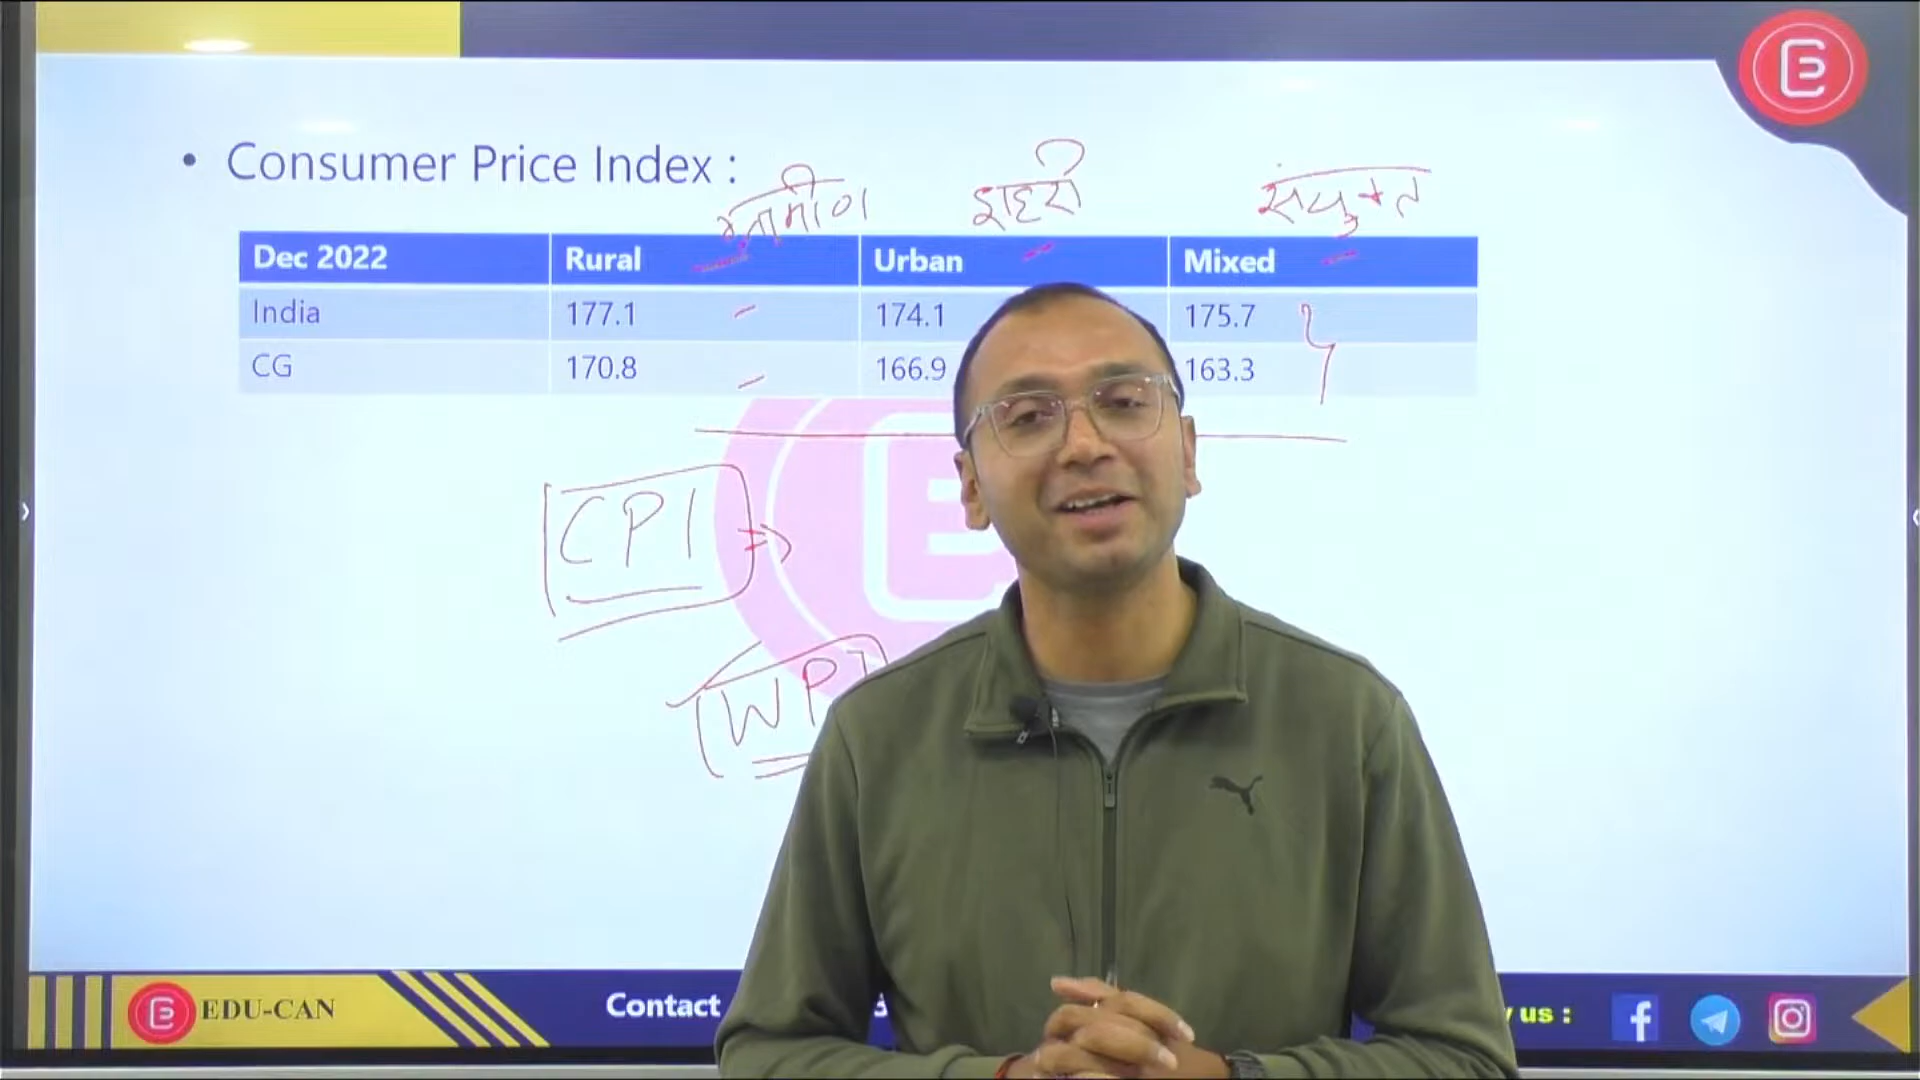 • Consumer Price Index :
ग्रामीण शहरी संयुक्त
Dec 2022 Rural Urban Mixed
India 177.1 174.1 175.7
CG 170.8 166.9 163.3
CPI
WPI
EDU-CAN Contact us :